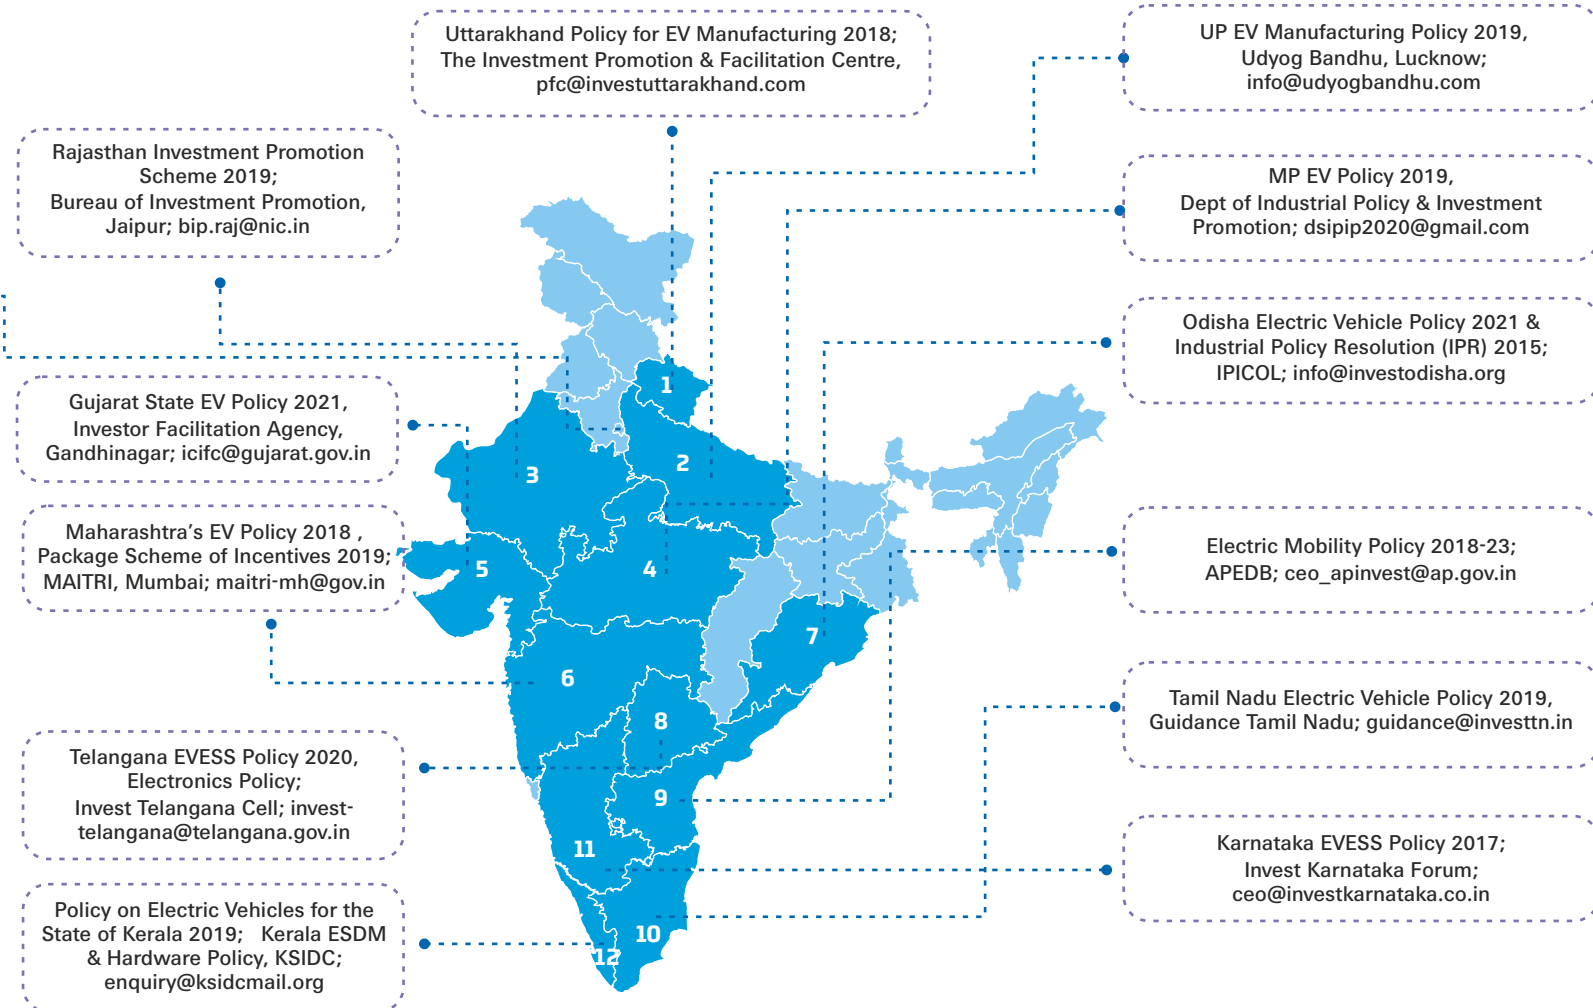 Uttarakhand Policy for EV Manufacturing 2018;
The Investment Promotion & Facilitation Centre,
pfc@investuttarakhand.com
UP EV Manufacturing Policy 2019,
Udyog Bandhu, Lucknow;
info@udyogbandhu.com
Rajasthan Investment Promotion
Scheme 2019;
Bureau of Investment Promotion,
Jaipur; bip.raj@nic.in
MP EV Policy 2019,
Dept of Industrial Policy & Investment
Promotion; dsipip2020@gmail.com
Odisha Electric Vehicle Policy 2021 &
Industrial Policy Resolution (IPR) 2015;
IPICOL; info@investodisha.org
Gujarat State EV Policy 2021,
Investor Facilitation Agency,
Gandhinagar; icifc@gujarat.gov.in
Maharashtra's EV Policy 2018 ,
Package Scheme of Incentives 2019;
MAITRI, Mumbai; maitri-mh@gov.in
Electric Mobility Policy 2018-23;
APEDB; ceo_apinvest@ap.gov.in
Tamil Nadu Electric Vehicle Policy 2019,
Guidance Tamil Nadu; guidance@investtn.in
Telangana EVESS Policy 2020,
Electronics Policy;
Invest Telangana Cell; invest-
telangana@telangana.gov.in
Karnataka EVESS Policy 2017;
Invest Karnataka Forum;
ceo@investkarnataka.co.in
Policy on Electric Vehicles for the
State of Kerala 2019; Kerala ESDM
& Hardware Policy, KSIDC;
enquiry@ksidcmail.org
1
2
3
4
5
6
7
8
9
11
10
12